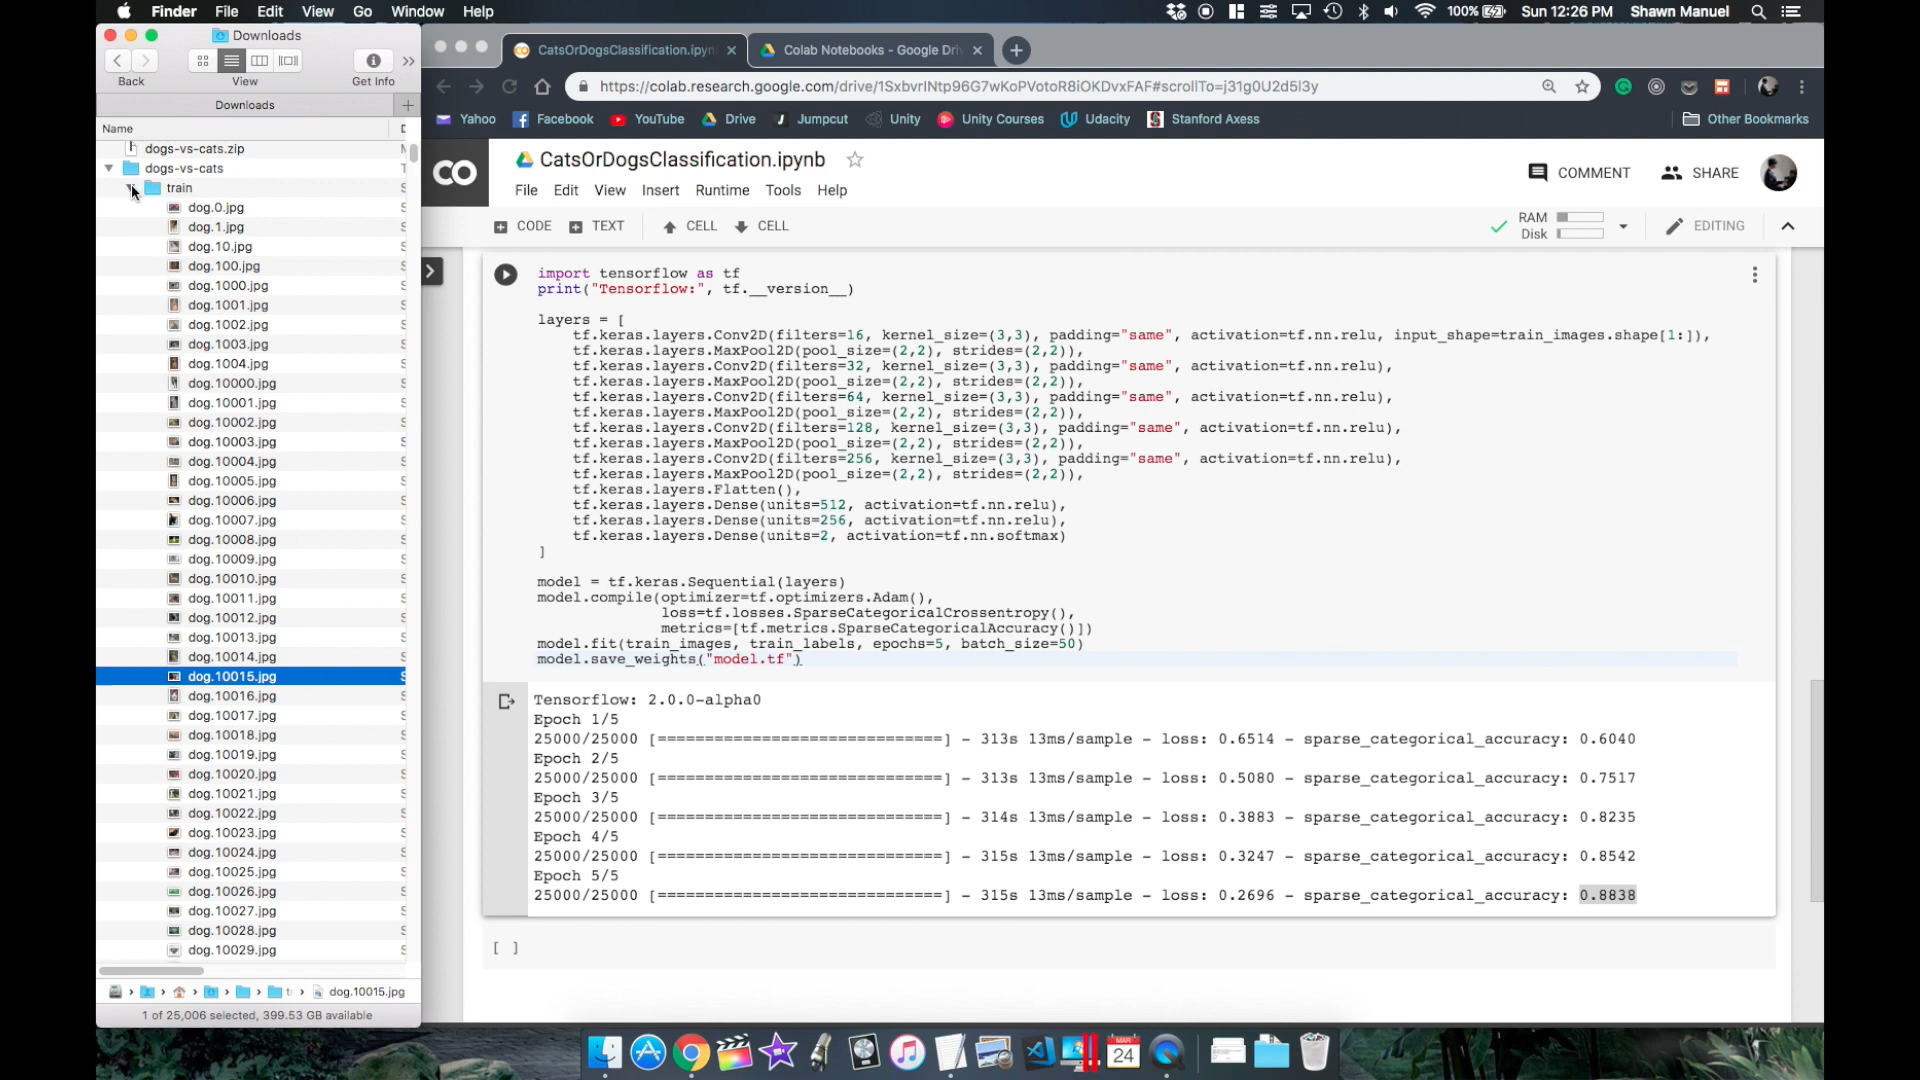 Finder File Edit View Go Window Help
100% Sun 12:26 PM Shawn Manuel
Downloads
Back View Get Info
Downloads
Name
dogs-vs-cats.zip
dogs-vs-cats
train
dog.0.jpg
dog.1.jpg
dog.10.jpg
dog.100.jpg
dog.1000.jpg
dog.1001.jpg
dog.1002.jpg
dog.1003.jpg
dog.1004.jpg
dog.10000.jpg
dog.10001.jpg
dog.10002.jpg
dog.10003.jpg
dog.10004.jpg
dog.10005.jpg
dog.10006.jpg
dog.10007.jpg
dog.10008.jpg
dog.10009.jpg
dog.10010.jpg
dog.10011.jpg
dog.10012.jpg
dog.10013.jpg
dog.10014.jpg
dog.10015.jpg
dog.10016.jpg
dog.10017.jpg
dog.10018.jpg
dog.10019.jpg
dog.10020.jpg
dog.10021.jpg
dog.10022.jpg
dog.10023.jpg
dog.10024.jpg
dog.10025.jpg
dog.10026.jpg
dog.10027.jpg
dog.10028.jpg
dog.10029.jpg
dog.10015.jpg
1 of 25,006 selected, 399.53 GB available
CatsOrDogsClassification.ipyn
Colab Notebooks - Google Dri
https://colab.research.google.com/drive/1SxbvrINtp96G7wKoPVotoR8iOKDvxFAF#scrollTo=j31g0U2d5l3y
Yahoo Facebook YouTube Drive Jumpcut Unity Unity Courses Udacity Stanford Axess Other Bookmarks
CO
CatsOrDogsClassification.ipynb
COMMENT SHARE
File Edit View Insert Runtime Tools Help
CODE TEXT CELL CELL
RAM
Disk
EDITING
import tensorflow as tf
print("Tensorflow:", tf.__version__)
layers = [
tf.keras.layers.Conv2D(filters=16, kernel_size=(3,3), padding="same", activation=tf.nn.relu, input_shape=train_images.shape[1:]),
tf.keras.layers.MaxPool2D(pool_size=(2,2), strides=(2,2)),
tf.keras.layers.Conv2D(filters=32, kernel_size=(3,3), padding="same", activation=tf.nn.relu),
tf.keras.layers.MaxPool2D(pool_size=(2,2), strides=(2,2)),
tf.keras.layers.Conv2D(filters=64, kernel_size=(3,3), padding="same", activation=tf.nn.relu),
tf.keras.layers.MaxPool2D(pool_size=(2,2), strides=(2,2)),
tf.keras.layers.Conv2D(filters=128, kernel_size=(3,3), padding="same", activation=tf.nn.relu),
tf.keras.layers.MaxPool2D(pool_size=(2,2), strides=(2,2)),
tf.keras.layers.Conv2D(filters=256, kernel_size=(3,3), padding="same", activation=tf.nn.relu),
tf.keras.layers.MaxPool2D(pool_size=(2,2), strides=(2,2)),
tf.keras.layers.Flatten(),
tf.keras.layers.Dense(units=512, activation=tf.nn.relu),
tf.keras.layers.Dense(units=256, activation=tf.nn.relu),
tf.keras.layers.Dense(units=2, activation=tf.nn.softmax)
]
model = tf.keras.Sequential(layers)
model.compile(optimizer=tf.optimizers.Adam(),
loss=tf.losses.SparseCategoricalCrossentropy(),
metrics=[tf.metrics.SparseCategoricalAccuracy()])
model.fit(train_images, train_labels, epochs=5, batch_size=50)
model.save_weights("model.tf")
Tensorflow: 2.0.0-alpha0
Epoch 1/5
25000/25000 [==============================] - 313s 13ms/sample - loss: 0.6514 - sparse_categorical_accuracy: 0.6040
Epoch 2/5
25000/25000 [==============================] - 313s 13ms/sample - loss: 0.5080 - sparse_categorical_accuracy: 0.7517
Epoch 3/5
25000/25000 [==============================] - 314s 13ms/sample - loss: 0.3883 - sparse_categorical_accuracy: 0.8235
Epoch 4/5
25000/25000 [==============================] - 315s 13ms/sample - loss: 0.3247 - sparse_categorical_accuracy: 0.8542
Epoch 5/5
25000/25000 [==============================] - 315s 13ms/sample - loss: 0.2696 - sparse_categorical_accuracy: 0.8838
[ ]
MAR
24